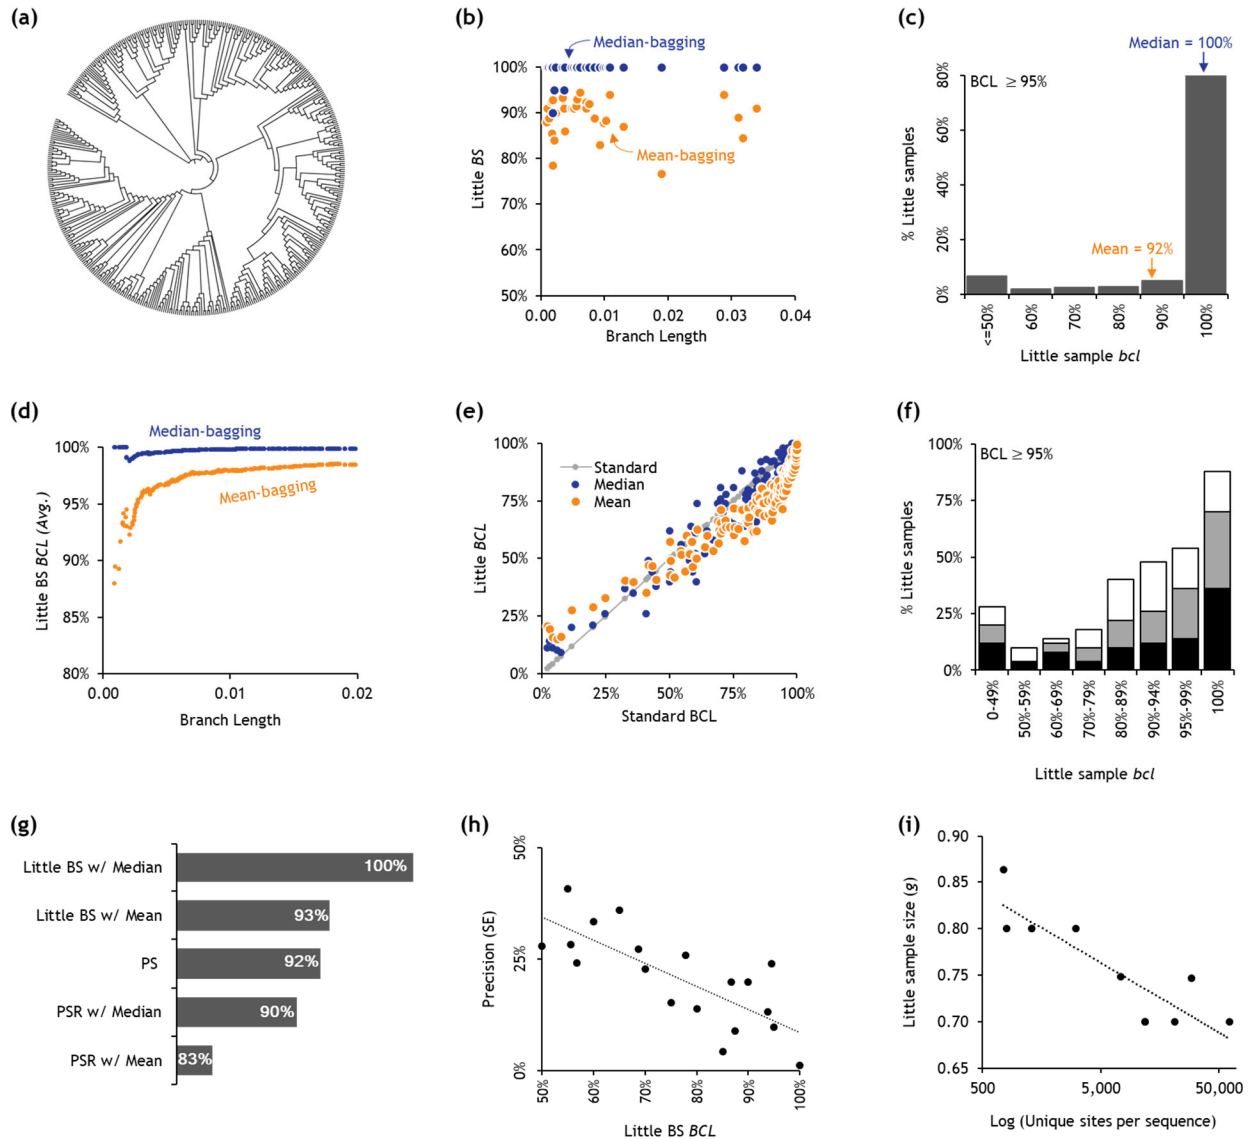 (a)
(b)
Median-bagging
Mean-bagging
Little BS
100%
90%
80%
70%
60%
50%
0.00
0.01
0.02
0.03
0.04
Branch Length
(c)
Median = 100%
BCL ≥ 95%
Mean = 92%
% Little samples
80%
60%
40%
20%
0%
<=50%
60%
70%
80%
90%
100%
Little sample bcl
(d)
Median-bagging
Mean-bagging
Little BS BCL (Avg.)
100%
95%
90%
85%
80%
0.00
0.01
0.02
Branch Length
(e)
Standard
Median
Mean
Little BCL
100%
75%
50%
25%
0%
0%
25%
50%
75%
100%
Standard BCL
(f)
BCL ≥ 95%
% Little samples
100%
80%
60%
40%
20%
0%
0-49%
50%-59%
60%-69%
70%-79%
80%-89%
90%-94%
95%-99%
100%
Little sample bcl
(g)
Little BS w/ Median
100%
Little BS w/ Mean
93%
PS
92%
PSR w/ Median
90%
PSR w/ Mean
83%
(h)
Precision (SE)
50%
25%
0%
50%
60%
70%
80%
90%
100%
Little BS BCL
(i)
Little sample size (g)
0.90
0.85
0.80
0.75
0.70
0.65
500
5,000
50,000
Log (Unique sites per sequence)